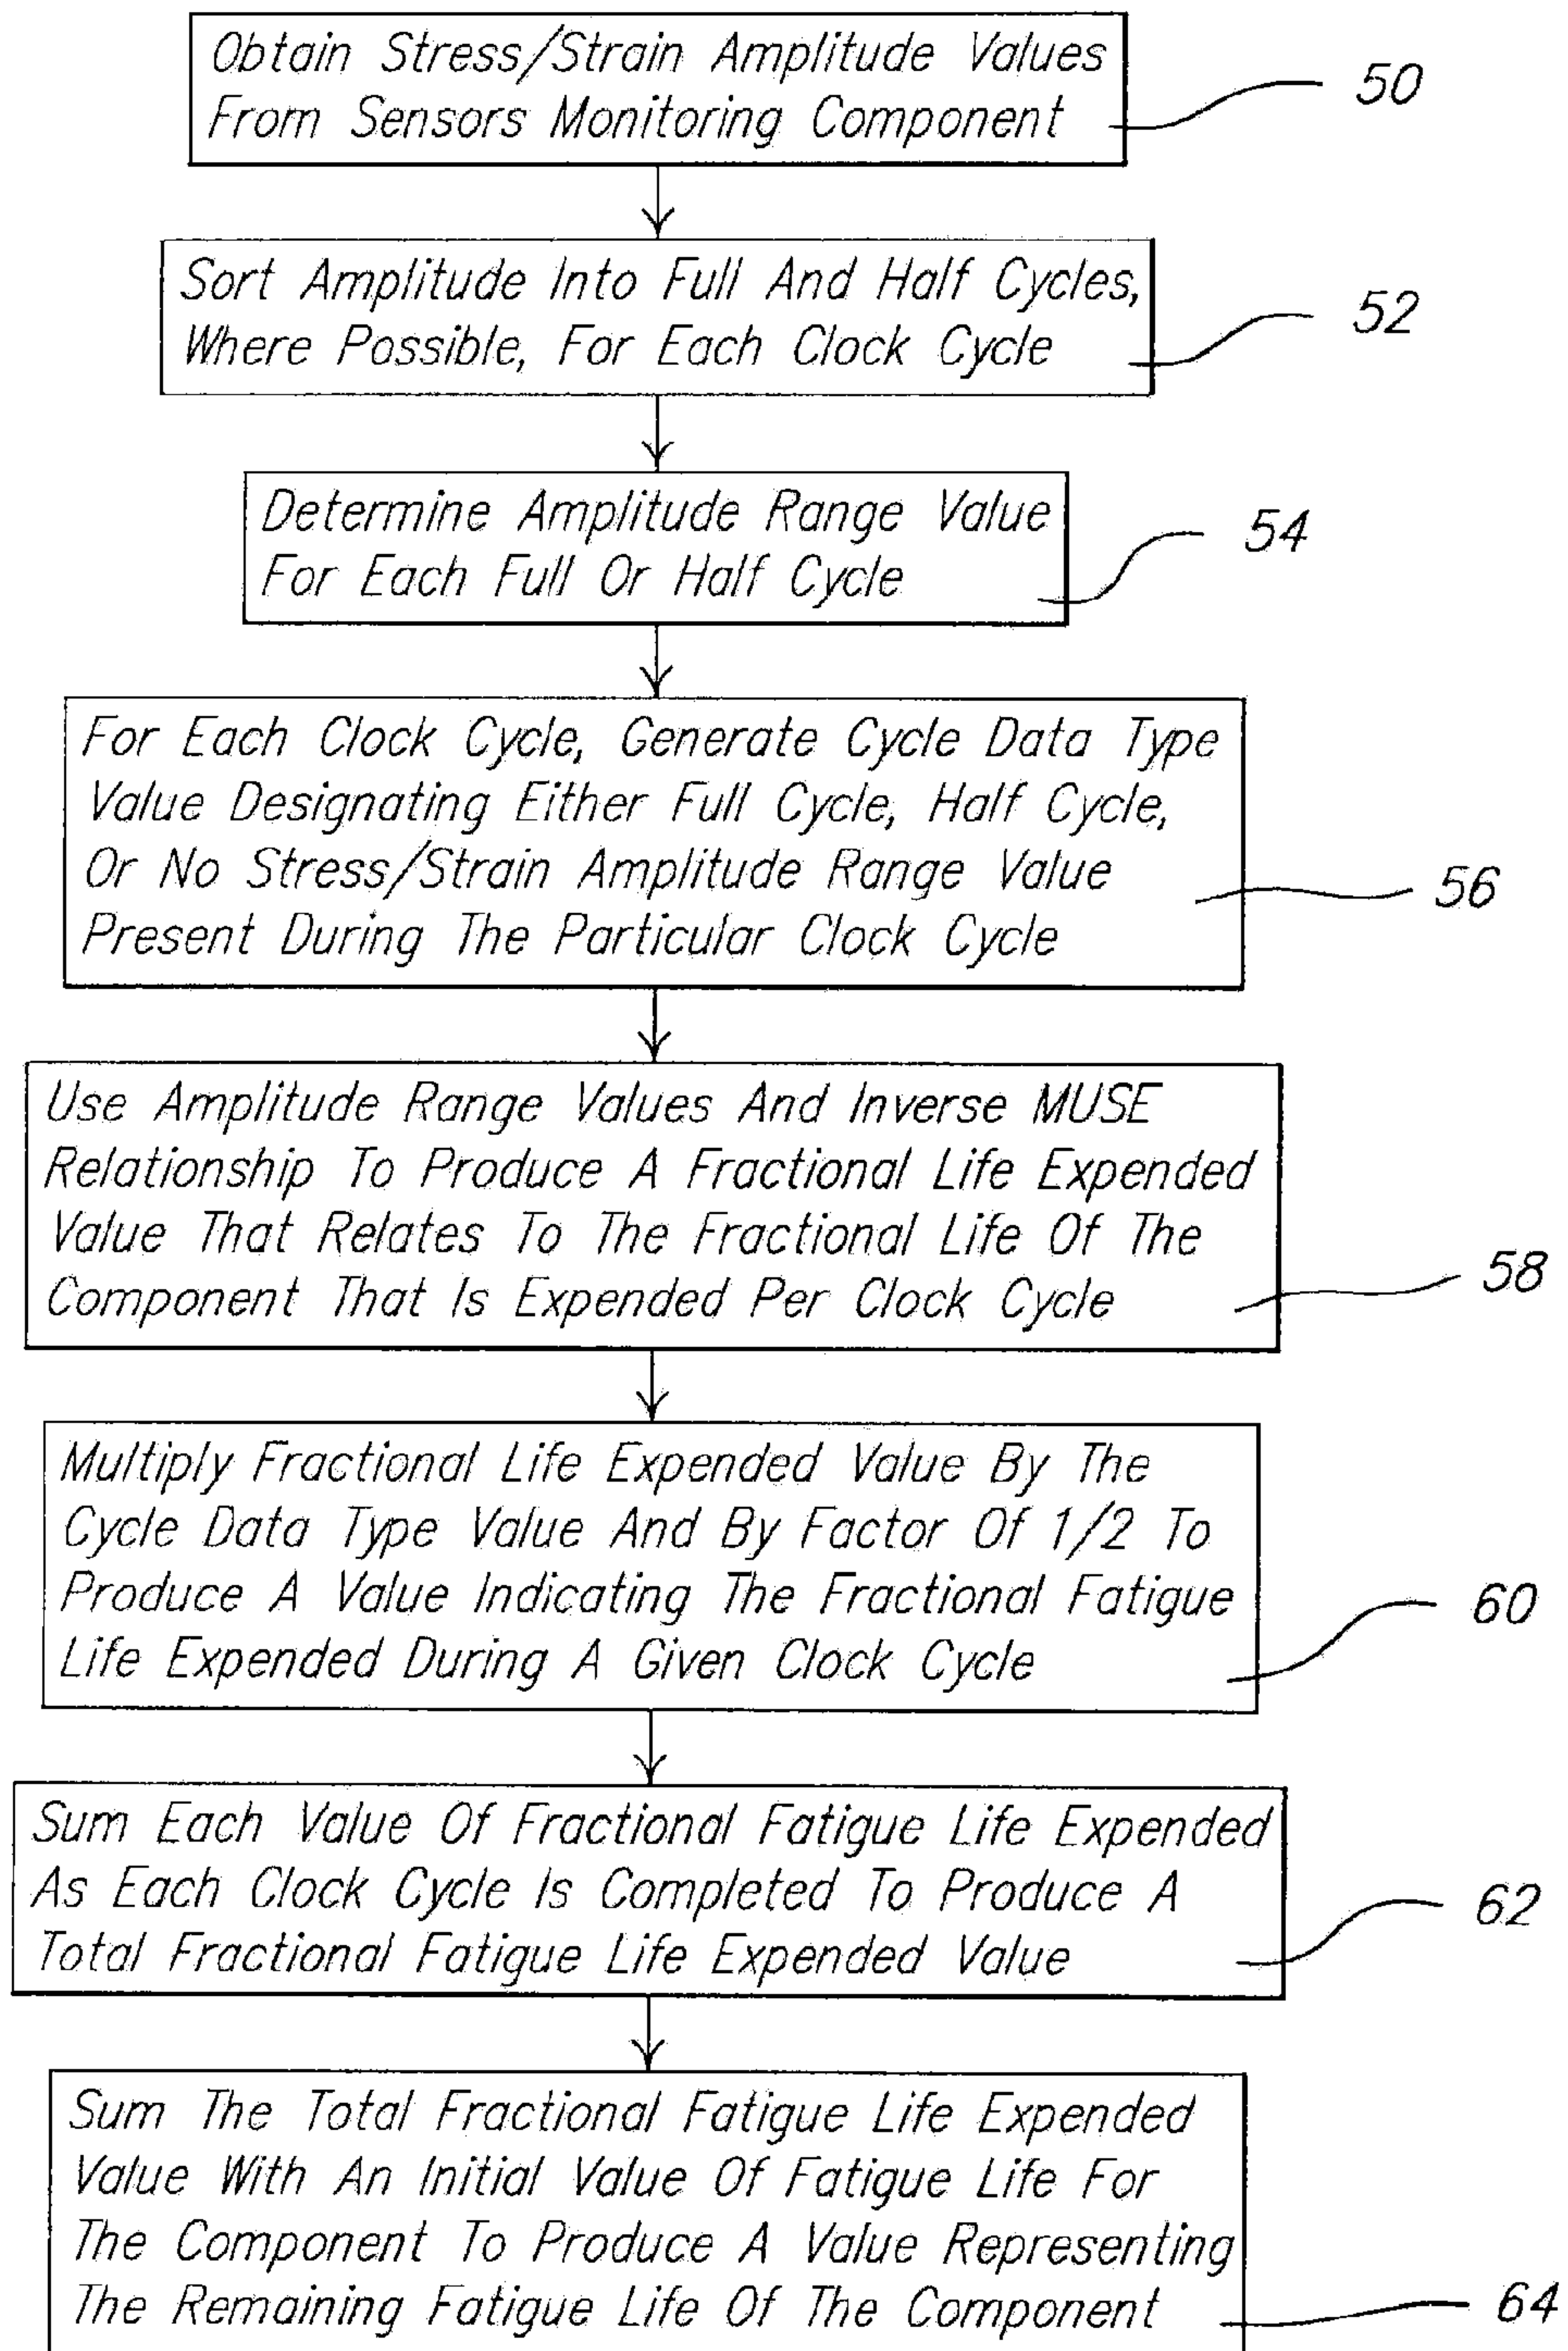 Obtain Stress/Strain Amplitude Values
From Sensors Monitoring Component
50
Sort Amplitude Into Full And Half Cycles,
Where Possible, For Each Clock Cycle
52
Determine Amplitude Range Value
For Each Full Or Half Cycle
54
For Each Clock Cycle, Generate Cycle Data Type
Value Designating Either Full Cycle, Half Cycle,
Or No Stress/Strain Amplitude Range Value
Present During The Particular Clock Cycle
56
Use Amplitude Range Values And Inverse MUSE
Relationship To Produce A Fractional Life Expended
Value That Relates To The Fractional Life Of The
Component That Is Expended Per Clock Cycle
58
Multiply Fractional Life Expended Value By The
Cycle Data Type Value And By Factor Of 1/2 To
Produce A Value Indicating The Fractional Fatigue
Life Expended During A Given Clock Cycle
60
Sum Each Value Of Fractional Fatigue Life Expended
As Each Clock Cycle Is Completed To Produce A
Total Fractional Fatigue Life Expended Value
62
Sum The Total Fractional Fatigue Life Expended
Value With An Initial Value Of Fatigue Life For
The Component To Produce A Value Representing
The Remaining Fatigue Life Of The Component
64